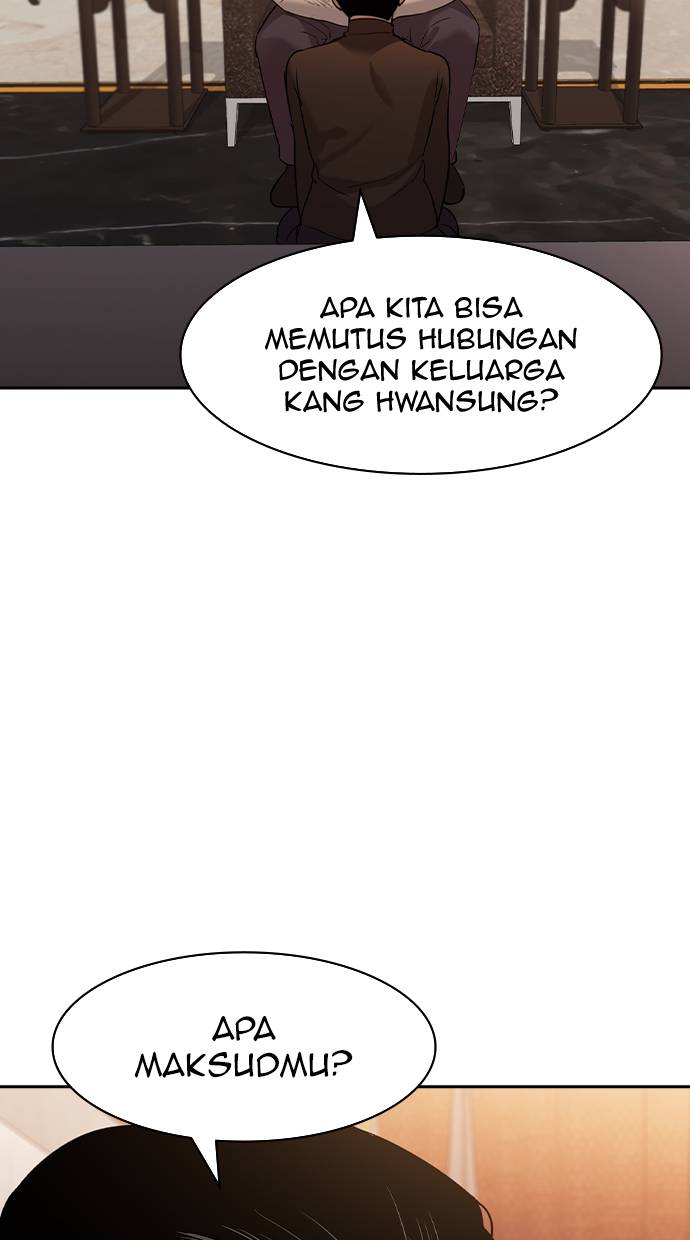 APA KITA BISA
MEMUTUS HUBUNGAN
DENGAN KELUARGA
KANG HWANSUNG?
APA
MAKSUDMU?